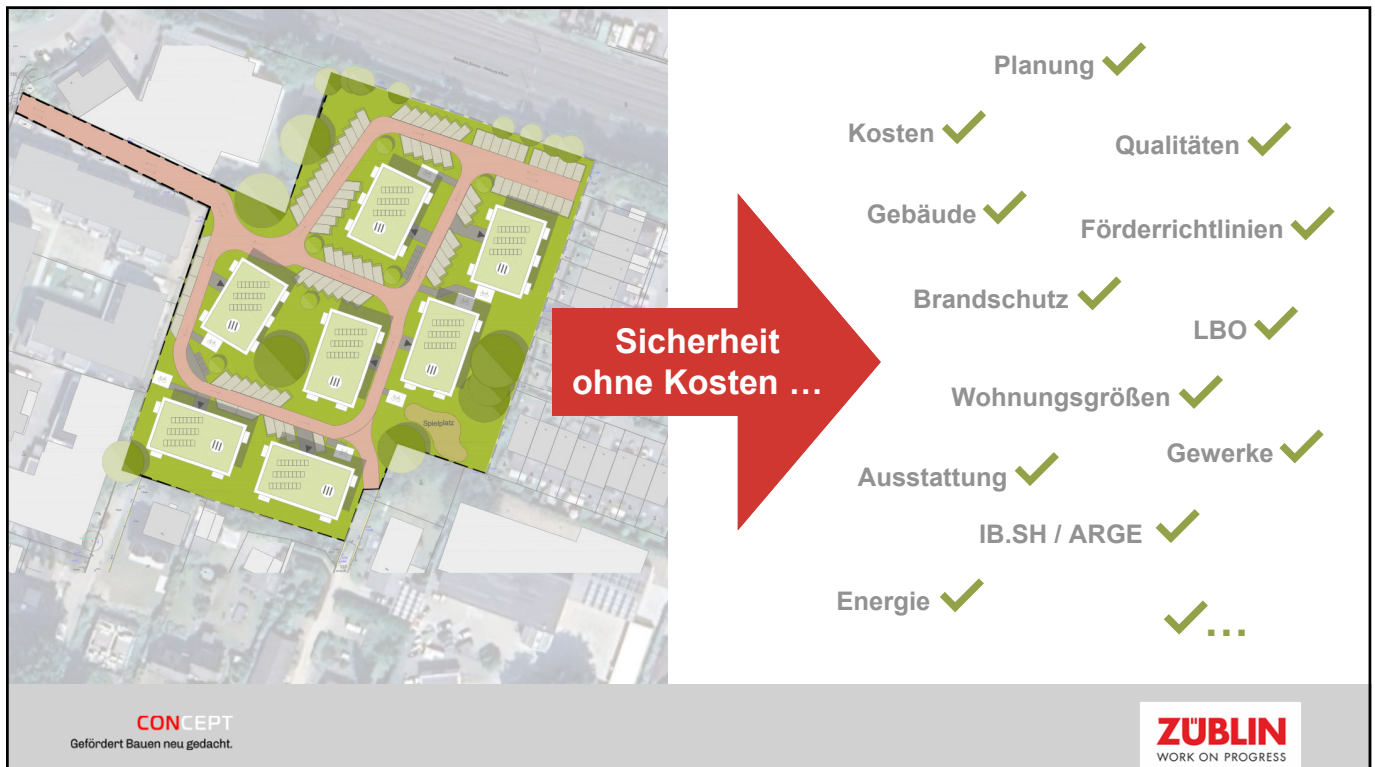 Spielplatz
Sicherheit
ohne Kosten …
Planung
Kosten
Qualitäten
Gebäude
Förderrichtlinien
Brandschutz
LBO
Wohnungsgrößen
Gewerke
Ausstattung
IB.SH / ARGE
Energie
…
CONCEPT
Gefördert Bauen neu gedacht.
ZÜBLIN
WORK ON PROGRESS